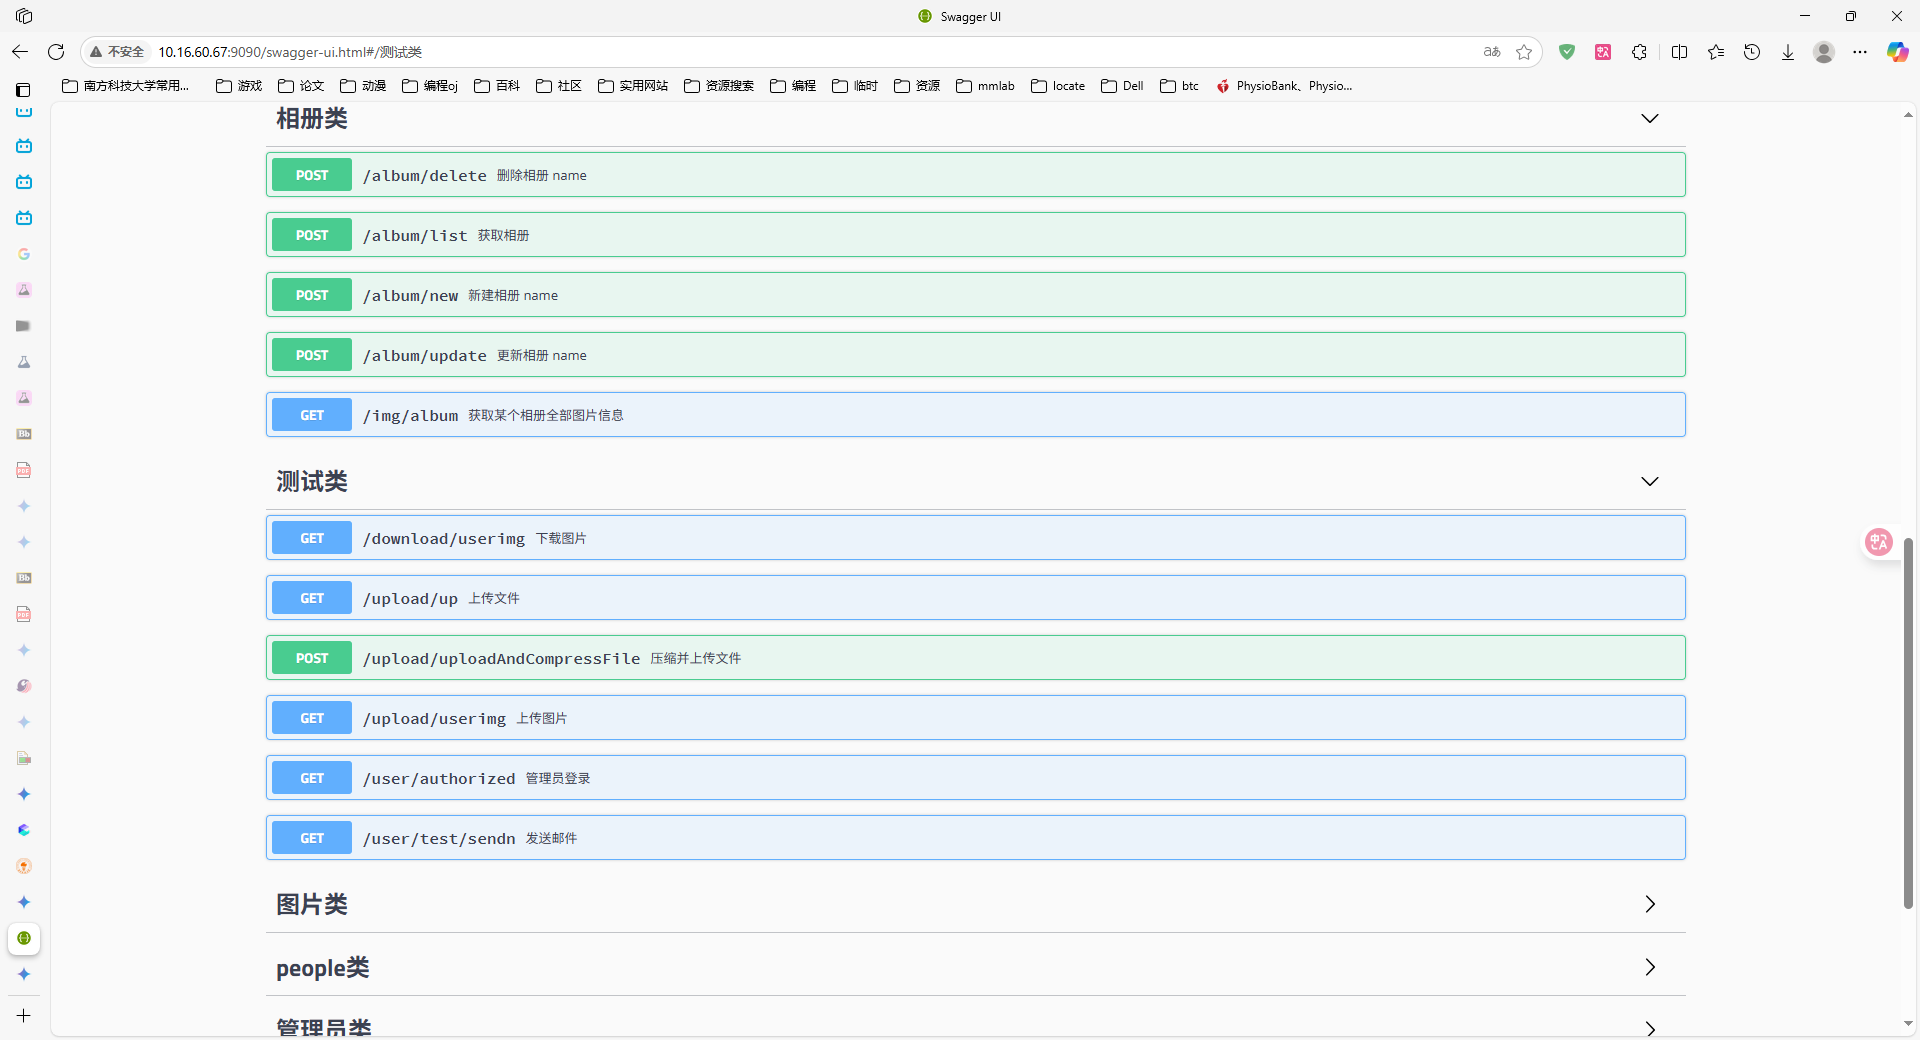 Swagger UI
不安全 10.16.60.67:9090/swagger-ui.html#/测试类
南方科技大学常用... 游戏 论文 动漫 编程oj 百科 社区 实用网站 资源搜索 编程 临时 资源 mmlab locate Dell btc PhysioBank、Physio...
相册类
POST /album/delete 删除相册 name
POST /album/list 获取相册
POST /album/new 新建相册 name
POST /album/update 更新相册 name
GET /img/album 获取某个相册全部图片信息
测试类
GET /download/userimg 下载图片
GET /upload/up 上传文件
POST /upload/uploadAndCompressFile 压缩并上传文件
GET /upload/userimg 上传图片
GET /user/authorized 管理员登录
GET /user/test/sendn 发送邮件
图片类
people类
管理员类